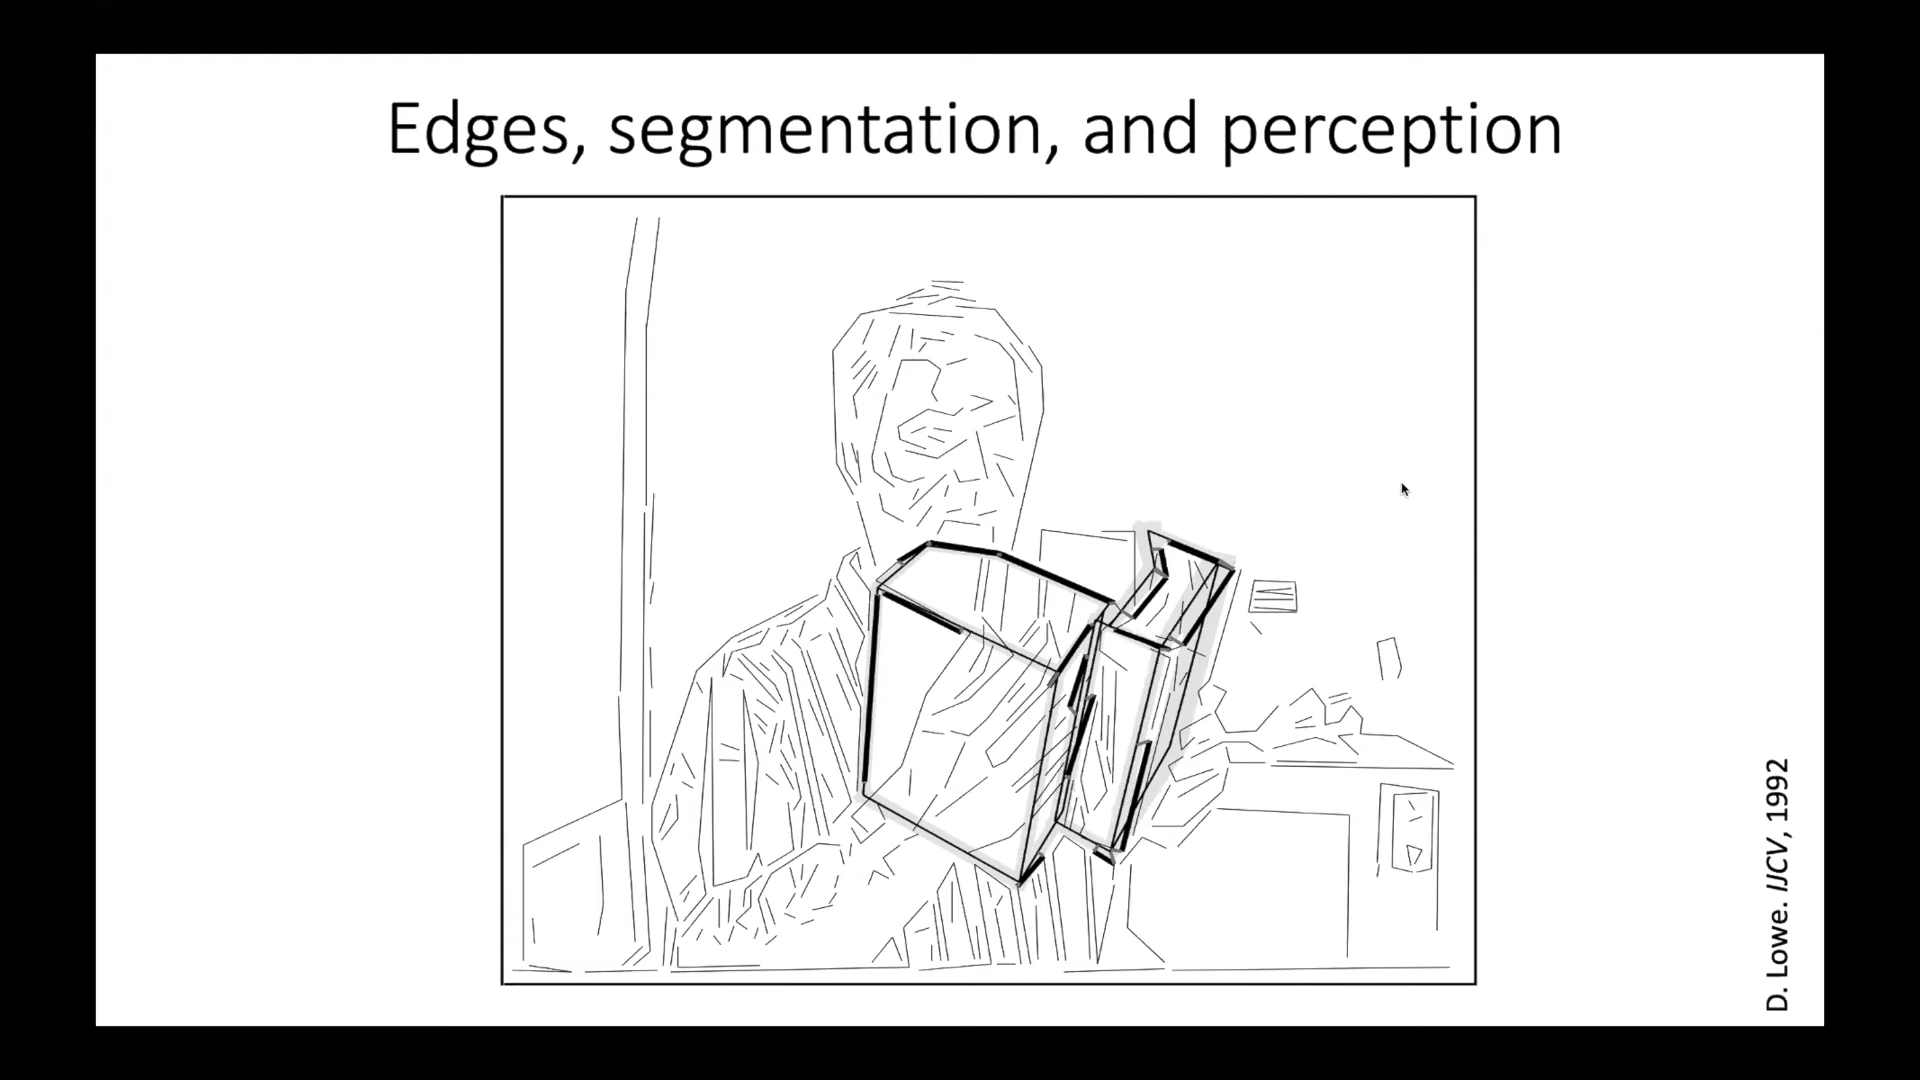 Edges, segmentation, and perception
D. Lowe. IJCV, 1992